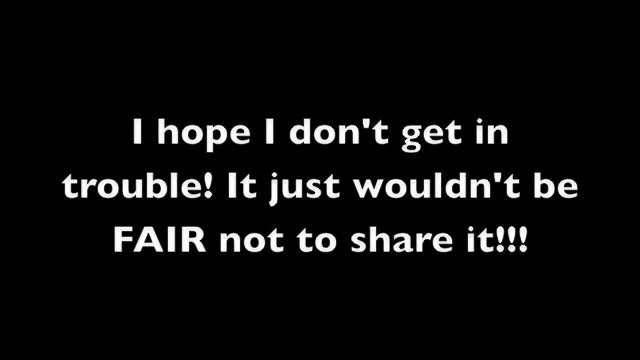 I hope I don't get in
trouble! It just wouldn't be
FAIR not to share it!!!